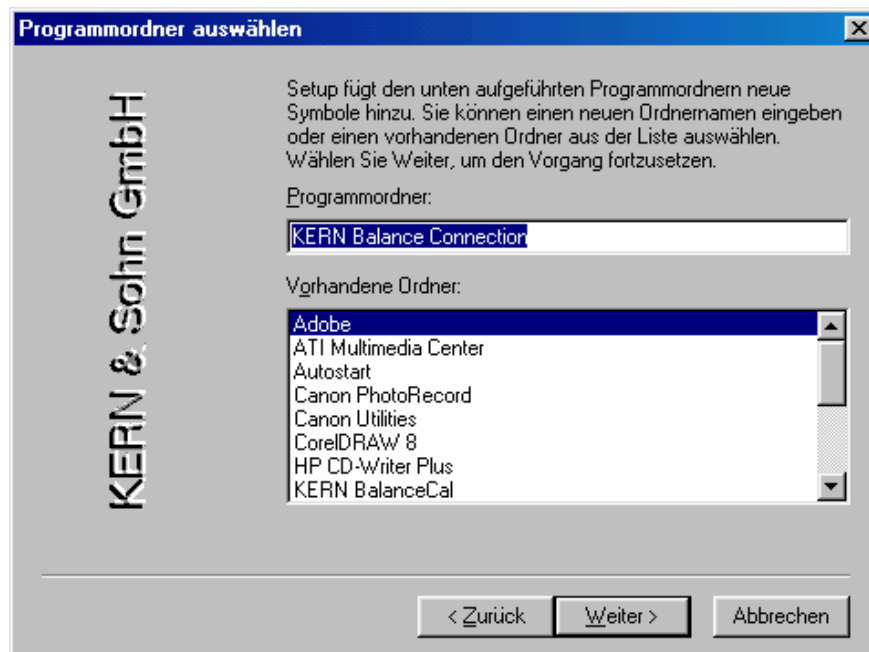 Programmordner auswählen
KERN & Sohn GmbH
Setup fügt den unten aufgeführten Programmordnern neue
Symbole hinzu. Sie können einen neuen Ordnernamen eingeben
oder einen vorhandenen Ordner aus der Liste auswählen.
Wählen Sie Weiter, um den Vorgang fortzusetzen.
Programmordner:
KERN Balance Connection
Vorhandene Ordner:
Adobe
ATI Multimedia Center
Autostart
Canon PhotoRecord
Canon Utilities
CorelDRAW 8
HP CD-Writer Plus
KERN BalanceCal
< Zurück
Weiter >
Abbrechen